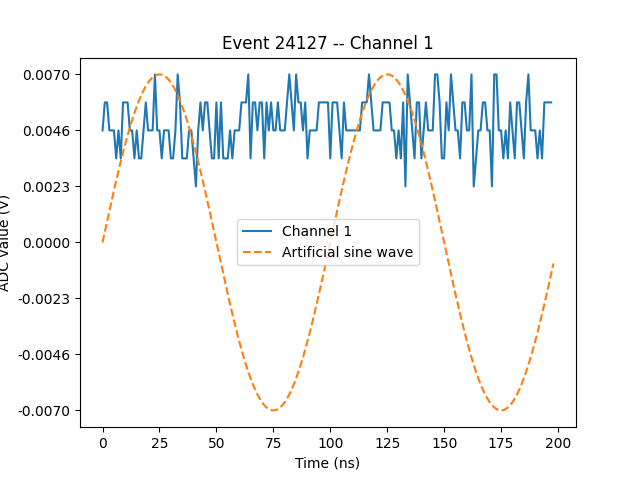 Event 24127 -- Channel 1
0.0070
0.0046
0.0023
0.0000
-0.0023
-0.0046
-0.0070
ADC Value (V)
Channel 1
Artificial sine wave
0 25 50 75 100 125 150 175 200
Time (ns)